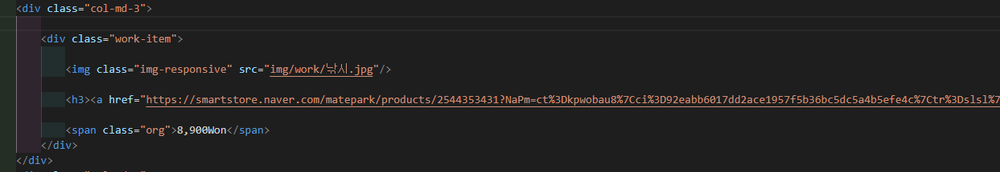 <div class="col-md-3">
<div class="work-item">
<img class="img-responsive" src="img/work/낚시.jpg"/>
<h3><a href="https://smartstore.naver.com/matepark/products/2544353431?NaPm=ct%3Dkpwobau8%7Cci%3D92eabb6017dd2ace1957f5b36bc5dc5a4b5efe4c%7Ctr%3Dslsl%7
<span class="org">8,900Won</span>
</div>
</div>